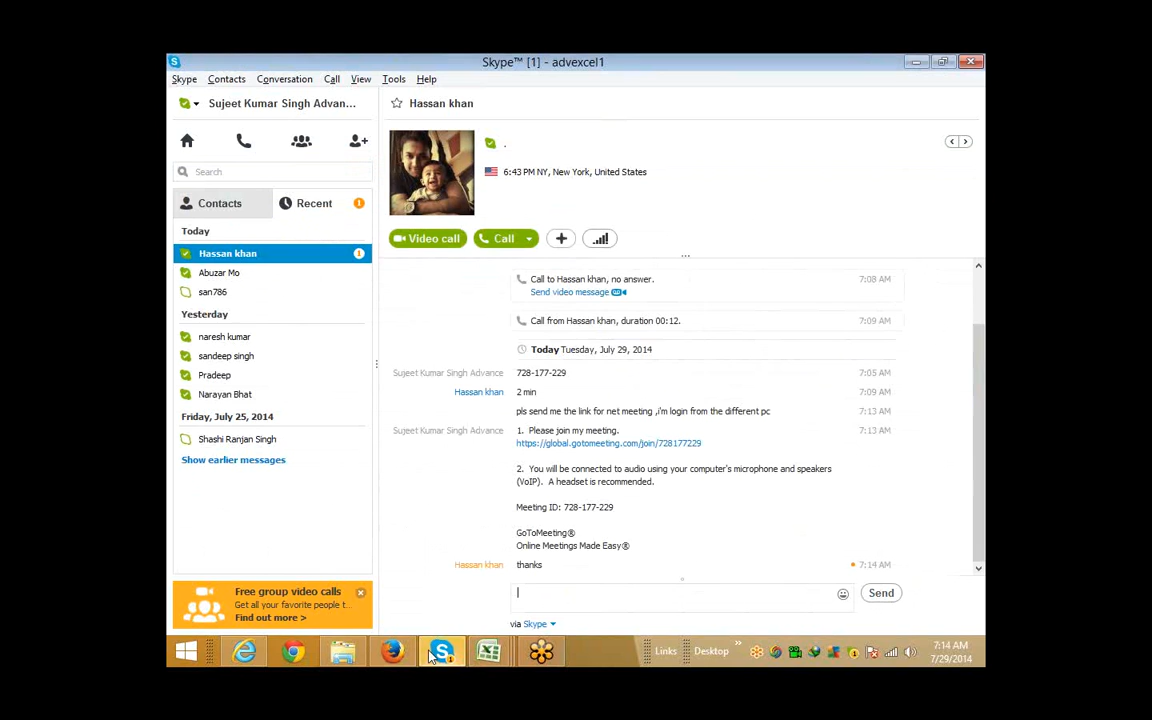 Skype™ [1] - advexcel1
Skype Contacts Conversation Call View Tools Help
Sujeet Kumar Singh Advan...
Search
Contacts
Recent 1
Today
Hassan khan 1
Abuzar Mo
san786
Yesterday
naresh kumar
sandeep singh
Pradeep
Narayan Bhat
Friday, July 25, 2014
Shashi Ranjan Singh
Show earlier messages
Free group video calls
Get all your favorite people t...
Find out more >
Hassan khan
.
6:43 PM NY, New York, United States
Video call
Call
Call to Hassan khan, no answer. 7:08 AM
Send video message
Call from Hassan khan, duration 00:12. 7:09 AM
Today Tuesday, July 29, 2014
Sujeet Kumar Singh Advance 728-177-229 7:05 AM
Hassan khan 2 min 7:09 AM
pls send me the link for net meeting ,i'm login from the different pc 7:13 AM
Sujeet Kumar Singh Advance 1. Please join my meeting. 7:13 AM
https://global.gotomeeting.com/join/728177229
2. You will be connected to audio using your computer's microphone and speakers
(VoIP). A headset is recommended.
Meeting ID: 728-177-229
GoToMeeting®
Online Meetings Made Easy®
Hassan khan thanks 7:14 AM
Send
via Skype
Links Desktop
7:14 AM
7/29/2014